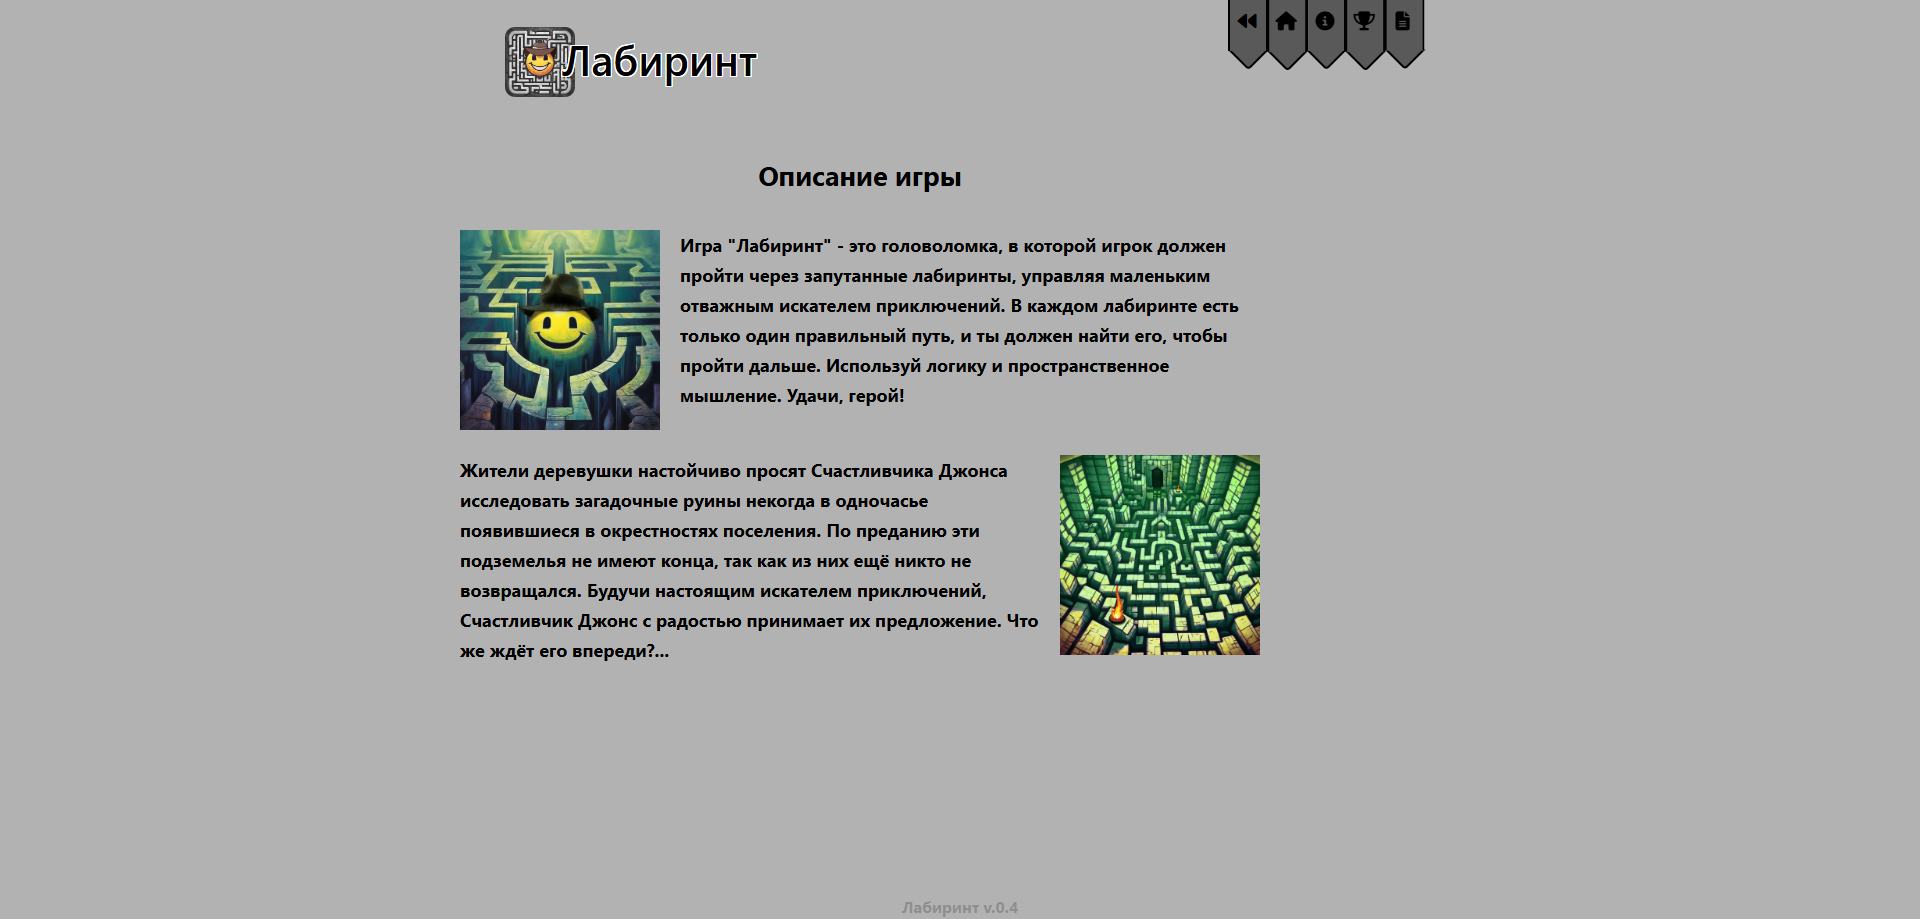 Лабиринт
Описание игры
Игра "Лабиринт" - это головоломка, в которой игрок должен
пройти через запутанные лабиринты, управляя маленьким
отважным искателем приключений. В каждом лабиринте есть
только один правильный путь, и ты должен найти его, чтобы
пройти дальше. Используй логику и пространственное
мышление. Удачи, герой!
Жители деревушки настойчиво просят Счастливчика Джонса
исследовать загадочные руины некогда в одночасье
появившиеся в окрестностях поселения. По преданию эти
подземелья не имеют конца, так как из них ещё никто не
возвращался. Будучи настоящим искателем приключений,
Счастливчик Джонс с радостью принимает их предложение. Что
же ждёт его впереди?...
Лабиринт v.0.4